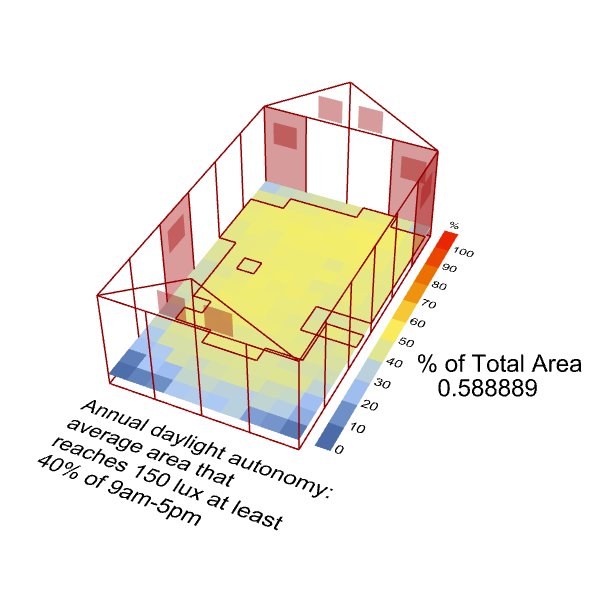 %
100
90
80
70
60
50
40
30
20
10
0
% of Total Area
0.588889
Annual daylight autonomy:
average area that
reaches 150 lux at least
40% of 9am-5pm